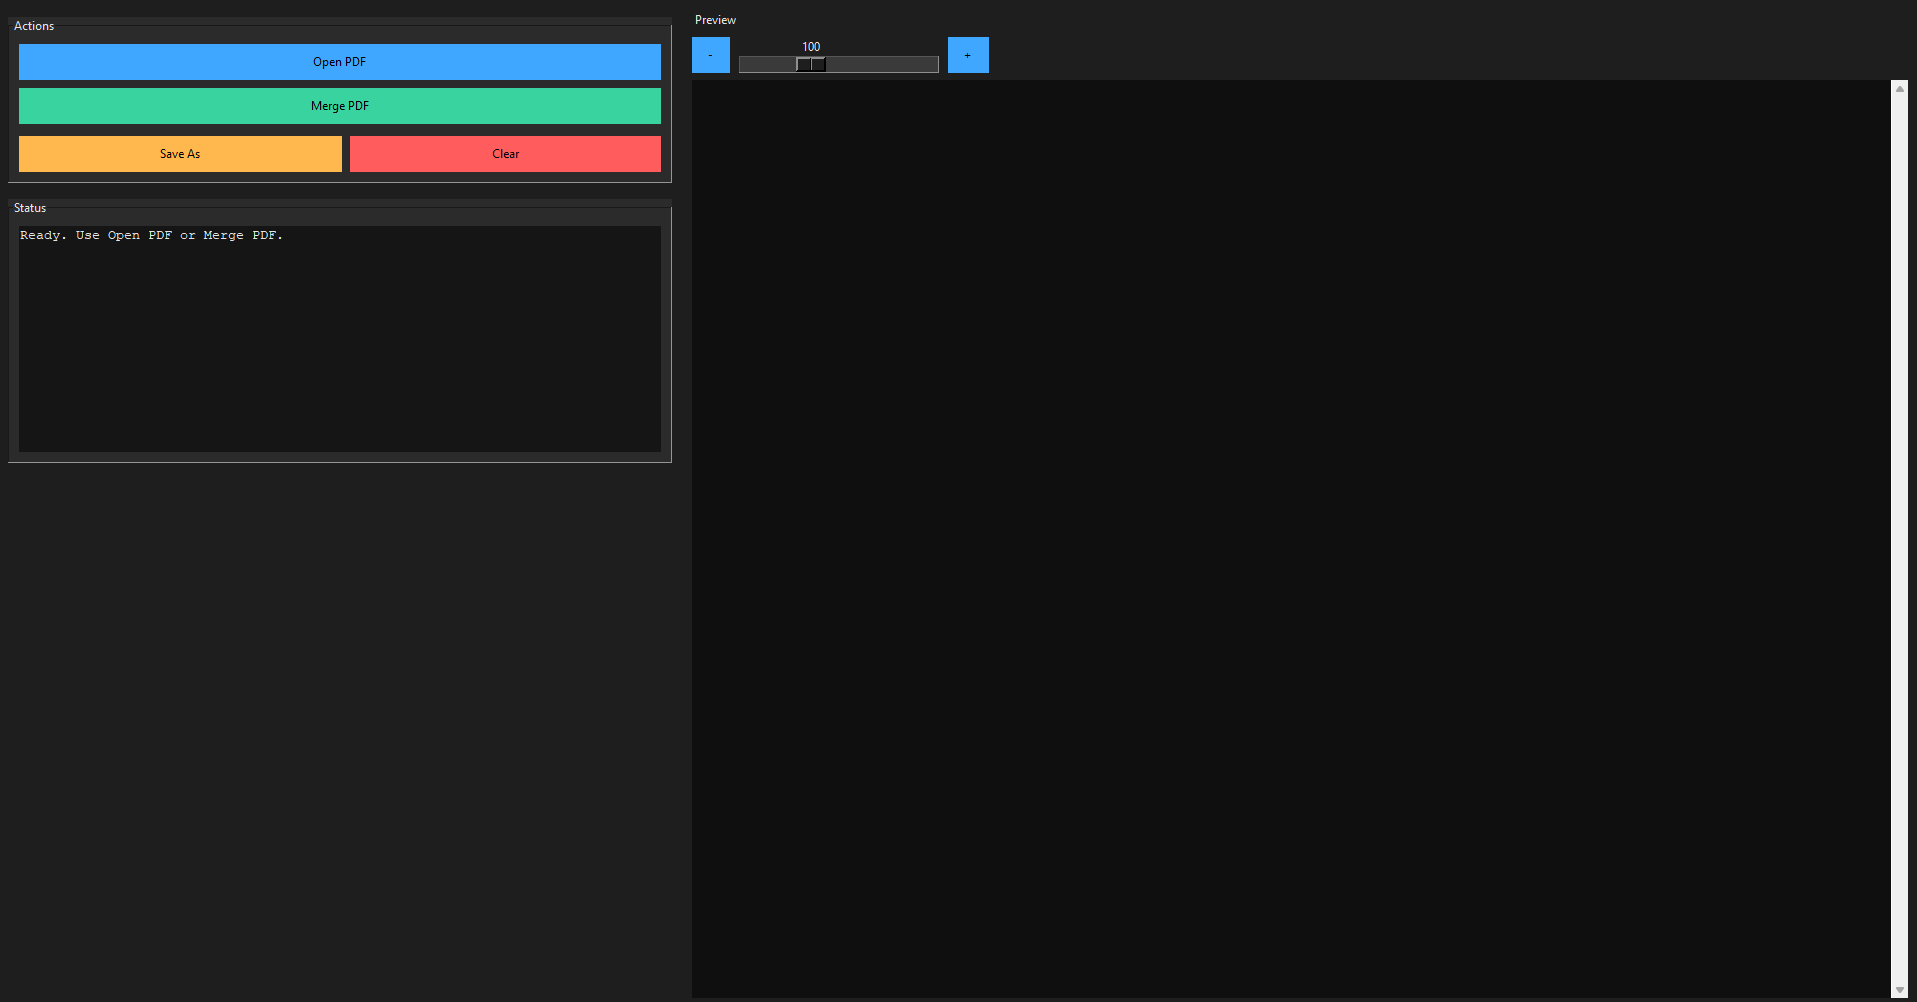 Actions
Open PDF
Merge PDF
Save As
Clear
Status
Ready. Use Open PDF or Merge PDF.
Preview
100
-
+